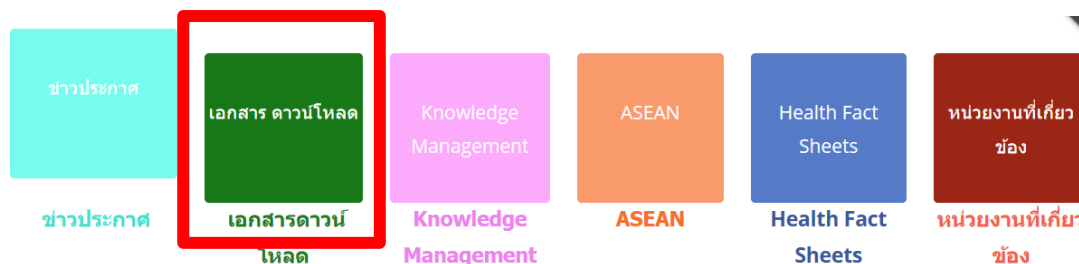 ข่าวประกาศ
เอกสาร ดาวน์โหลด
Knowledge
Management
ASEAN
Health Fact
Sheets
หน่วยงานที่เกี่ยว
ข้อง
ข่าวประกาศ
เอกสารดาวน์
โหลด
Knowledge
Management
ASEAN
Health Fact
Sheets
หน่วยงานที่เกี่ยว
ข้อง